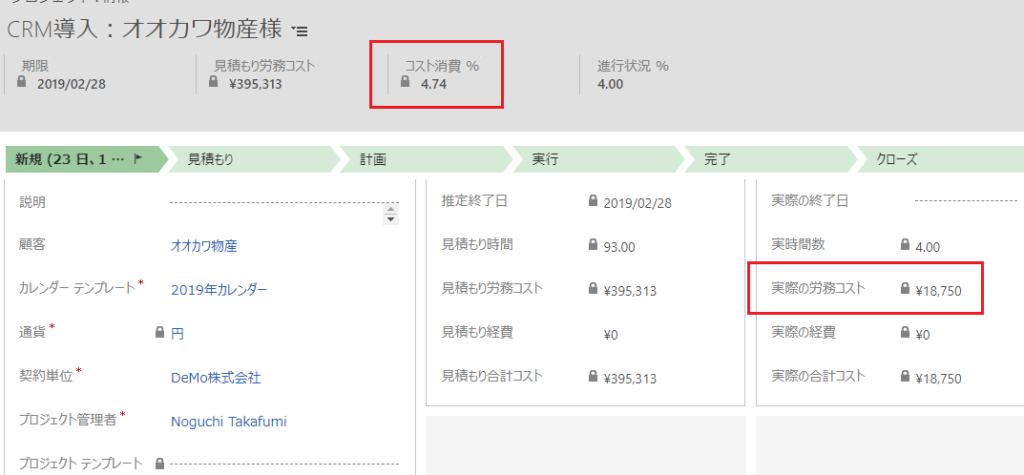 CRM導入：オオカワ物産様
期限 見積もり労務コスト コスト消費 % 進行状況 %
2019/02/28 ¥395,313 4.74 4.00
新規 (23 日、1 … 見積もり 計画 実行 完了 クローズ
説明
顧客 オオカワ物産
カレンダー テンプレート* 2019年カレンダー
通貨* 円
契約単位* DeMo株式会社
プロジェクト管理者* Noguchi Takafumi
プロジェクト テンプレート
推定終了日 2019/02/28
見積もり時間 93.00
見積もり労務コスト ¥395,313
見積もり経費 ¥0
見積もり合計コスト ¥395,313
実際の終了日
実時間数 4.00
実際の労務コスト ¥18,750
実際の経費 ¥0
実際の合計コスト ¥18,750